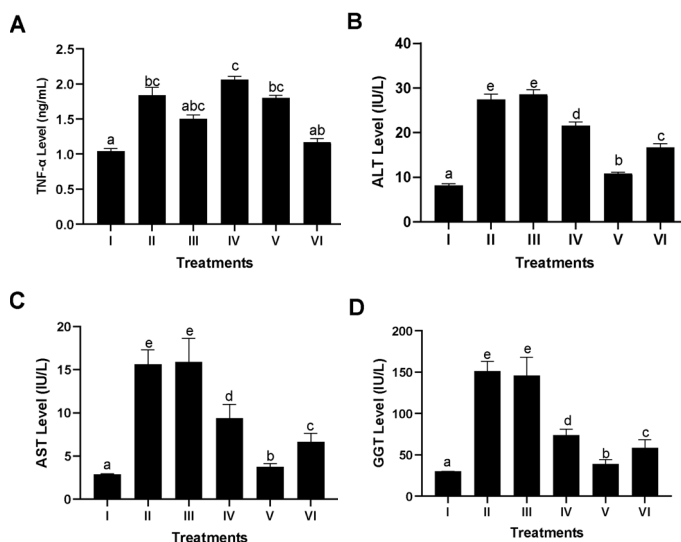 A
TNF-α Level (ng/mL)
2.5
2.0
1.5
1.0
0.5
0.0
a
bc
abc
c
bc
ab
I II III IV V VI
Treatments
B
ALT Level (IU/L)
40
30
20
10
0
a
e
e
d
b
c
I II III IV V VI
Treatments
C
AST Level (IU/L)
20
15
10
5
0
a
e
e
d
b
c
I II III IV V VI
Treatments
D
GGT Level (IU/L)
200
150
100
50
0
a
e
e
d
b
c
I II III IV V VI
Treatments